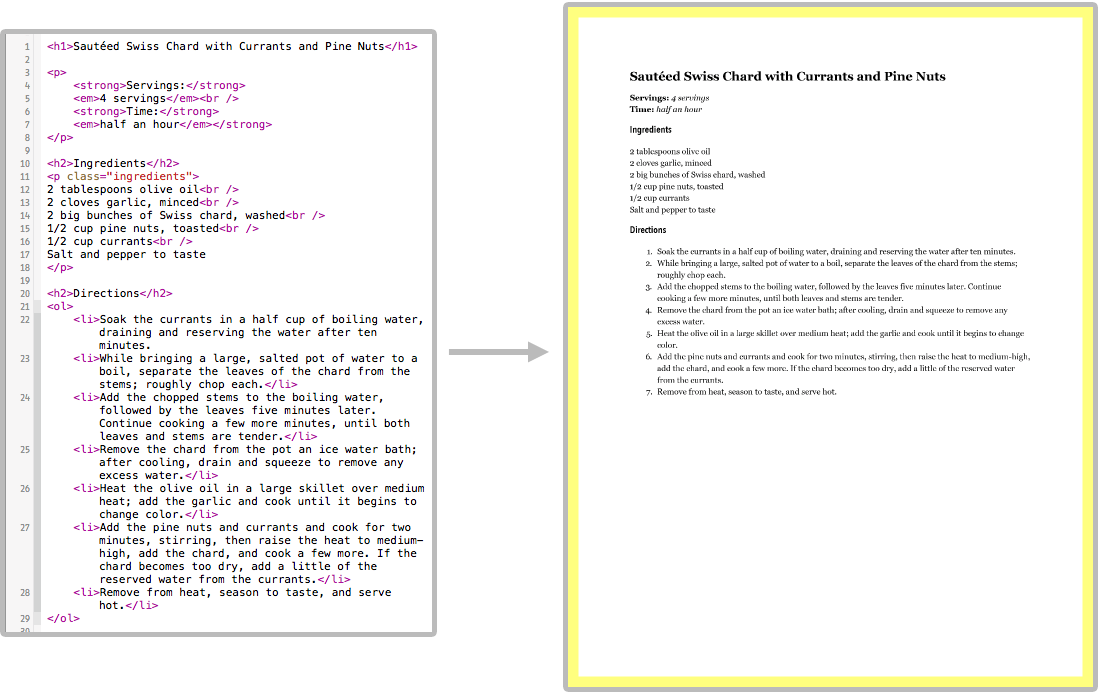 1 <h1>Sautéed Swiss Chard with Currants and Pine Nuts</h1>
2
3 <p>
4 <strong>Servings:</strong>
5 <em>4 servings</em><br />
6 <strong>Time:</strong>
7 <em>half an hour</em></strong>
8 </p>
9
10 <h2>Ingredients</h2>
11 <p class="ingredients">
12 2 tablespoons olive oil<br />
13 2 cloves garlic, minced<br />
14 2 big bunches of Swiss chard, washed<br />
15 1/2 cup pine nuts, toasted<br />
16 1/2 cup currants<br />
17 Salt and pepper to taste
18 </p>
19
20 <h2>Directions</h2>
21 <ol>
22 <li>Soak the currants in a half cup of boiling water,
draining and reserving the water after ten
minutes.
23 <li>While bringing a large, salted pot of water to a
boil, separate the leaves of the chard from the
stems; roughly chop each.</li>
24 <li>Add the chopped stems to the boiling water,
followed by the leaves five minutes later.
Continue cooking a few more minutes, until both
leaves and stems are tender.</li>
25 <li>Remove the chard from the pot an ice water bath;
after cooling, drain and squeeze to remove any
excess water.</li>
26 <li>Heat the olive oil in a large skillet over medium
heat; add the garlic and cook until it begins to
change color.</li>
27 <li>Add the pine nuts and currants and cook for two
minutes, stirring, then raise the heat to medium-
high, add the chard, and cook a few more. If the
chard becomes too dry, add a little of the
reserved water from the currants.</li>
28 <li>Remove from heat, season to taste, and serve
hot.</li>
29 </ol>
30
Sautéed Swiss Chard with Currants and Pine Nuts
Servings: 4 servings
Time: half an hour
Ingredients
2 tablespoons olive oil
2 cloves garlic, minced
2 big bunches of Swiss chard, washed
1/2 cup pine nuts, toasted
1/2 cup currants
Salt and pepper to taste
Directions
1. Soak the currants in a half cup of boiling water, draining and reserving the water after ten minutes.
2. While bringing a large, salted pot of water to a boil, separate the leaves of the chard from the stems;
roughly chop each.
3. Add the chopped stems to the boiling water, followed by the leaves five minutes later. Continue
cooking a few more minutes, until both leaves and stems are tender.
4. Remove the chard from the pot an ice water bath; after cooling, drain and squeeze to remove any
excess water.
5. Heat the olive oil in a large skillet over medium heat; add the garlic and cook until it begins to change
color.
6. Add the pine nuts and currants and cook for two minutes, stirring, then raise the heat to medium-high,
add the chard, and cook a few more. If the chard becomes too dry, add a little of the reserved water
from the currants.
7. Remove from heat, season to taste, and serve hot.